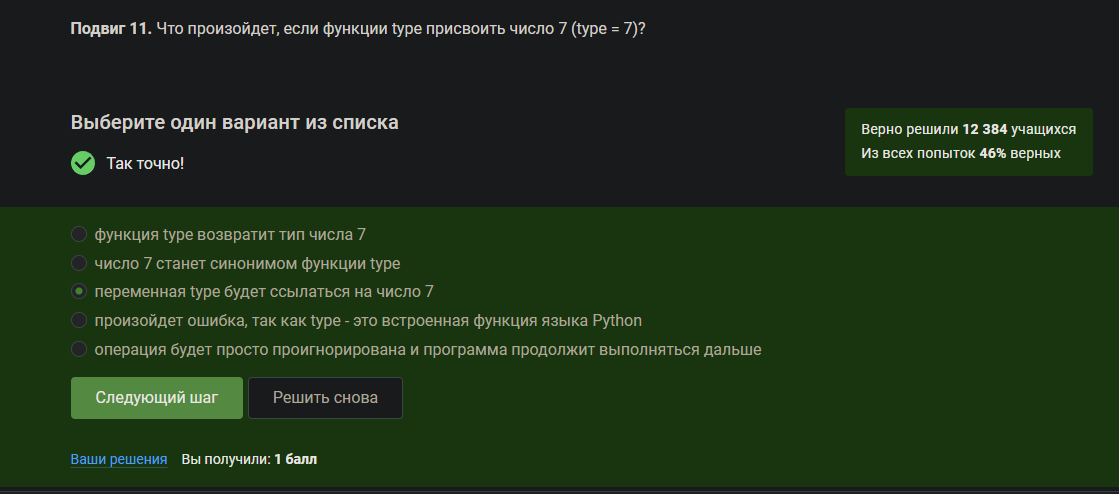 Подвиг 11. Что произойдет, если функции type присвоить число 7 (type = 7)?
Выберите один вариант из списка
Так точно!
Верно решили 12 384 учащихся
Из всех попыток 46% верных
функция type возвратит тип числа 7
число 7 станет синонимом функции type
переменная type будет ссылаться на число 7
произойдет ошибка, так как type - это встроенная функция языка Python
операция будет просто проигнорирована и программа продолжит выполняться дальше
Следующий шаг
Решить снова
Ваши решения Вы получили: 1 балл